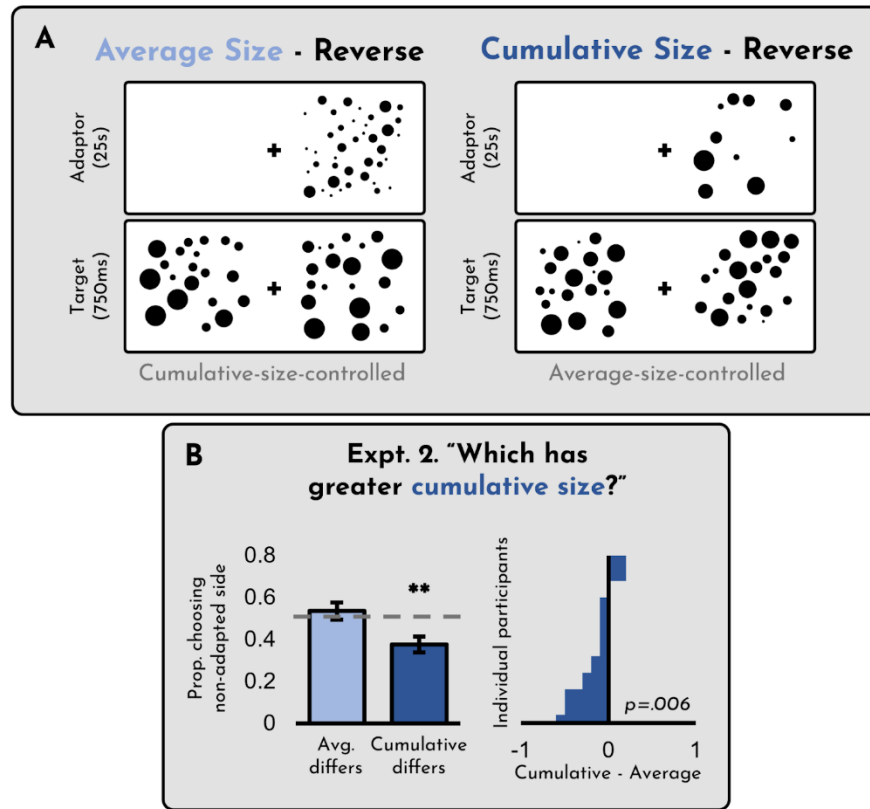 A
Average Size - Reverse
Cumulative Size - Reverse
Adaptor
(25s)
Adaptor
(25s)
Target
(750ms)
Target
(750ms)
Cumulative-size-controlled
Average-size-controlled
B
Expt. 2. “Which has
greater cumulative size?”
Prop. choosing
non-adapted side
0.8
0.6
0.4
0.2
0
**
Avg.
differs
Cumulative
differs
Individual participants
p=.006
-1
0
1
Cumulative - Average